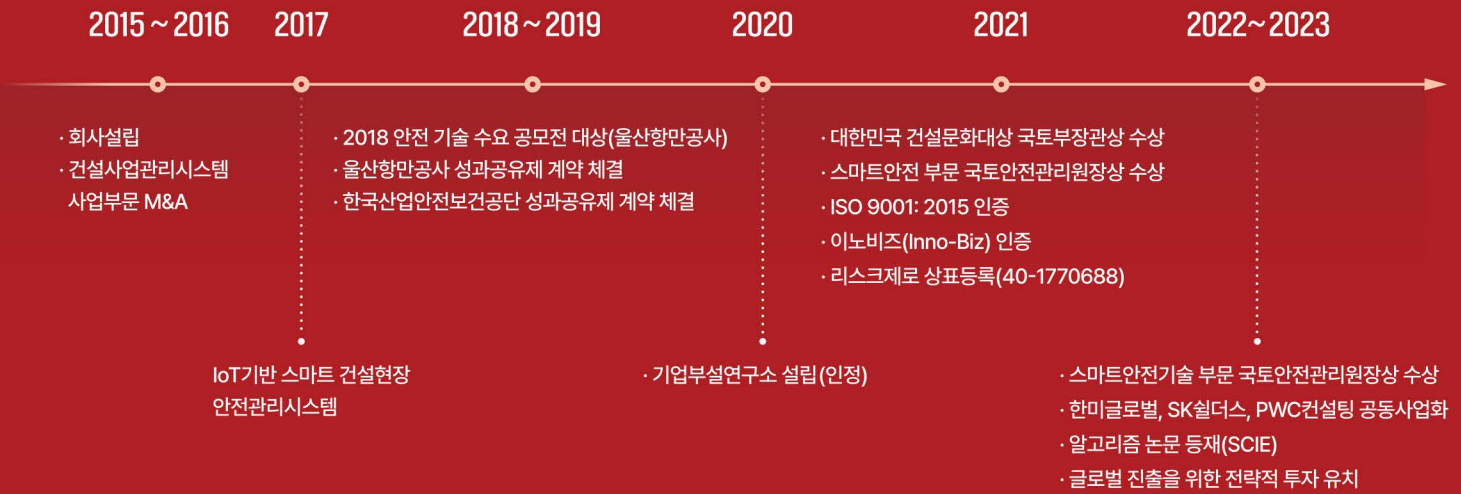 2015 ~ 2016
· 회사설립
· 건설사업관리시스템
사업부문 M&A
2017
IoT기반 스마트 건설현장
안전관리시스템
2018 ~ 2019
· 2018 안전 기술 수요 공모전 대상(울산항만공사)
· 울산항만공사 성과공유제 계약 체결
· 한국산업안전보건공단 성과공유제 계약 체결
2020
· 기업부설연구소 설립(인정)
2021
· 대한민국 건설문화대상 국토부장관상 수상
· 스마트안전 부문 국토안전관리원장상 수상
· ISO 9001: 2015 인증
· 이노비즈(Inno-Biz) 인증
· 리스크제로 상표등록(40-1770688)
2022~2023
· 스마트안전기술 부문 국토안전관리원장상 수상
· 한미글로벌, SK쉴더스, PWC컨설팅 공동사업화
· 알고리즘 논문 등재(SCIE)
· 글로벌 진출을 위한 전략적 투자 유치